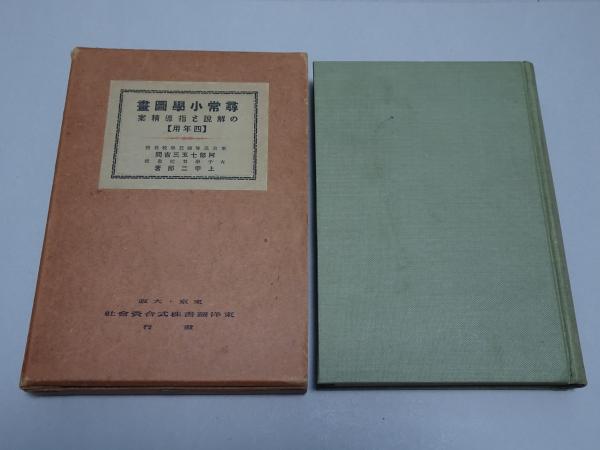 尋常小學圖畫
の解說と指導精案
【四年用】
阿部七五三吉閱
上甲二郎著
東京・大阪
東洋圖書株式合資會社
發行